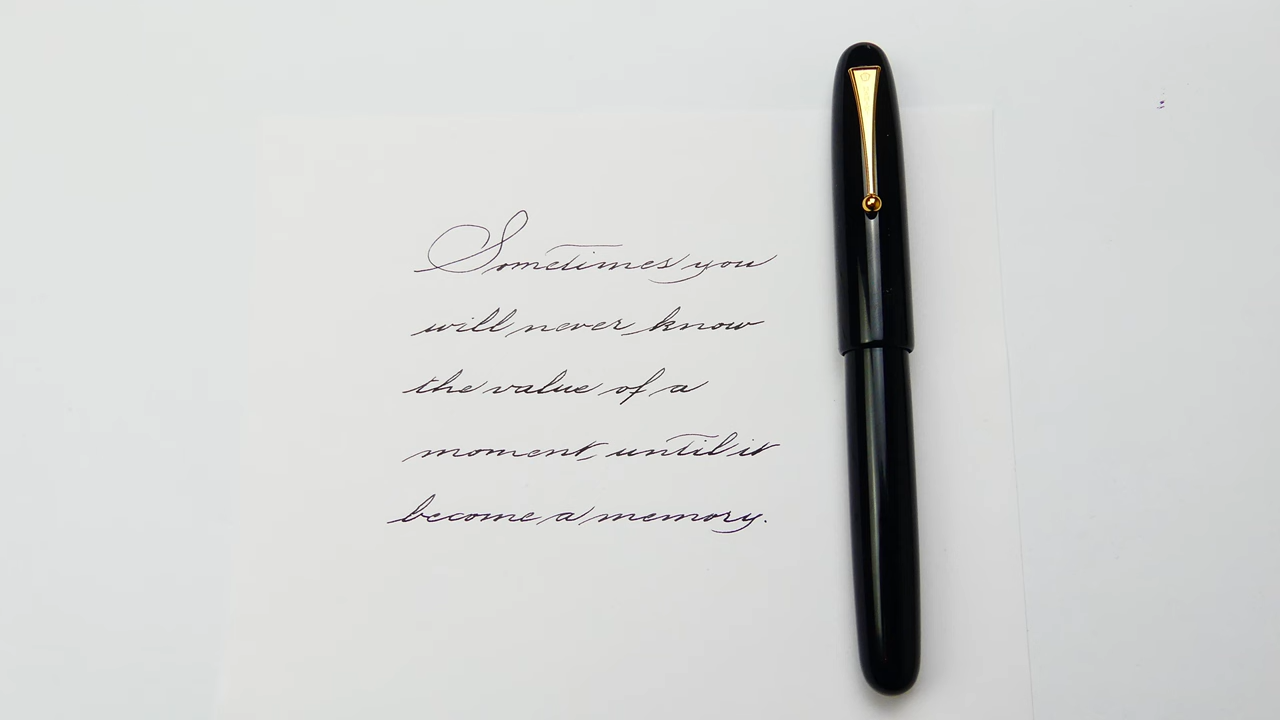 Sometimes you
will never know
the value of a
moment, until it
become a memory.